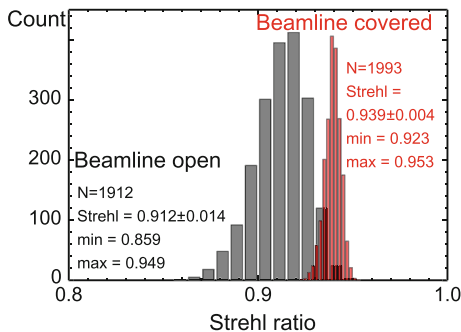 Count
Beamline covered
N=1993
Strehl =
0.939±0.004
min = 0.923
max = 0.953
300
200
100
0
Beamline open
N=1912
Strehl = 0.912±0.014
min = 0.859
max = 0.949
0.8
0.9
1.0
Strehl ratio